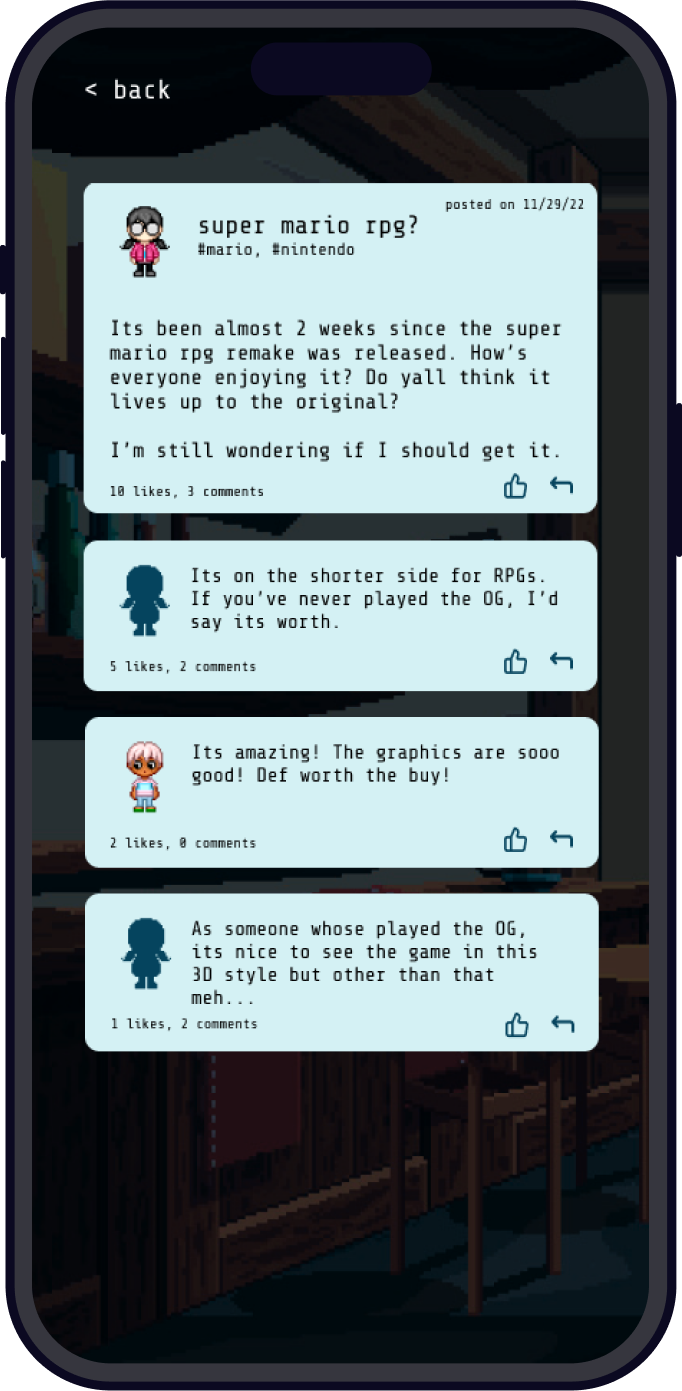 < back
posted on 11/29/22
super mario rpg?
#mario, #nintendo
Its been almost 2 weeks since the super
mario rpg remake was released. How’s
everyone enjoying it? Do yall think it
lives up to the original?
I’m still wondering if I should get it.
10 likes, 3 comments
Its on the shorter side for RPGs.
If you’ve never played the OG, I’d
say its worth.
5 likes, 2 comments
Its amazing! The graphics are sooo
good! Def worth the buy!
2 likes, 0 comments
As someone whose played the OG,
its nice to see the game in this
3D style but other than that
meh...
1 likes, 2 comments